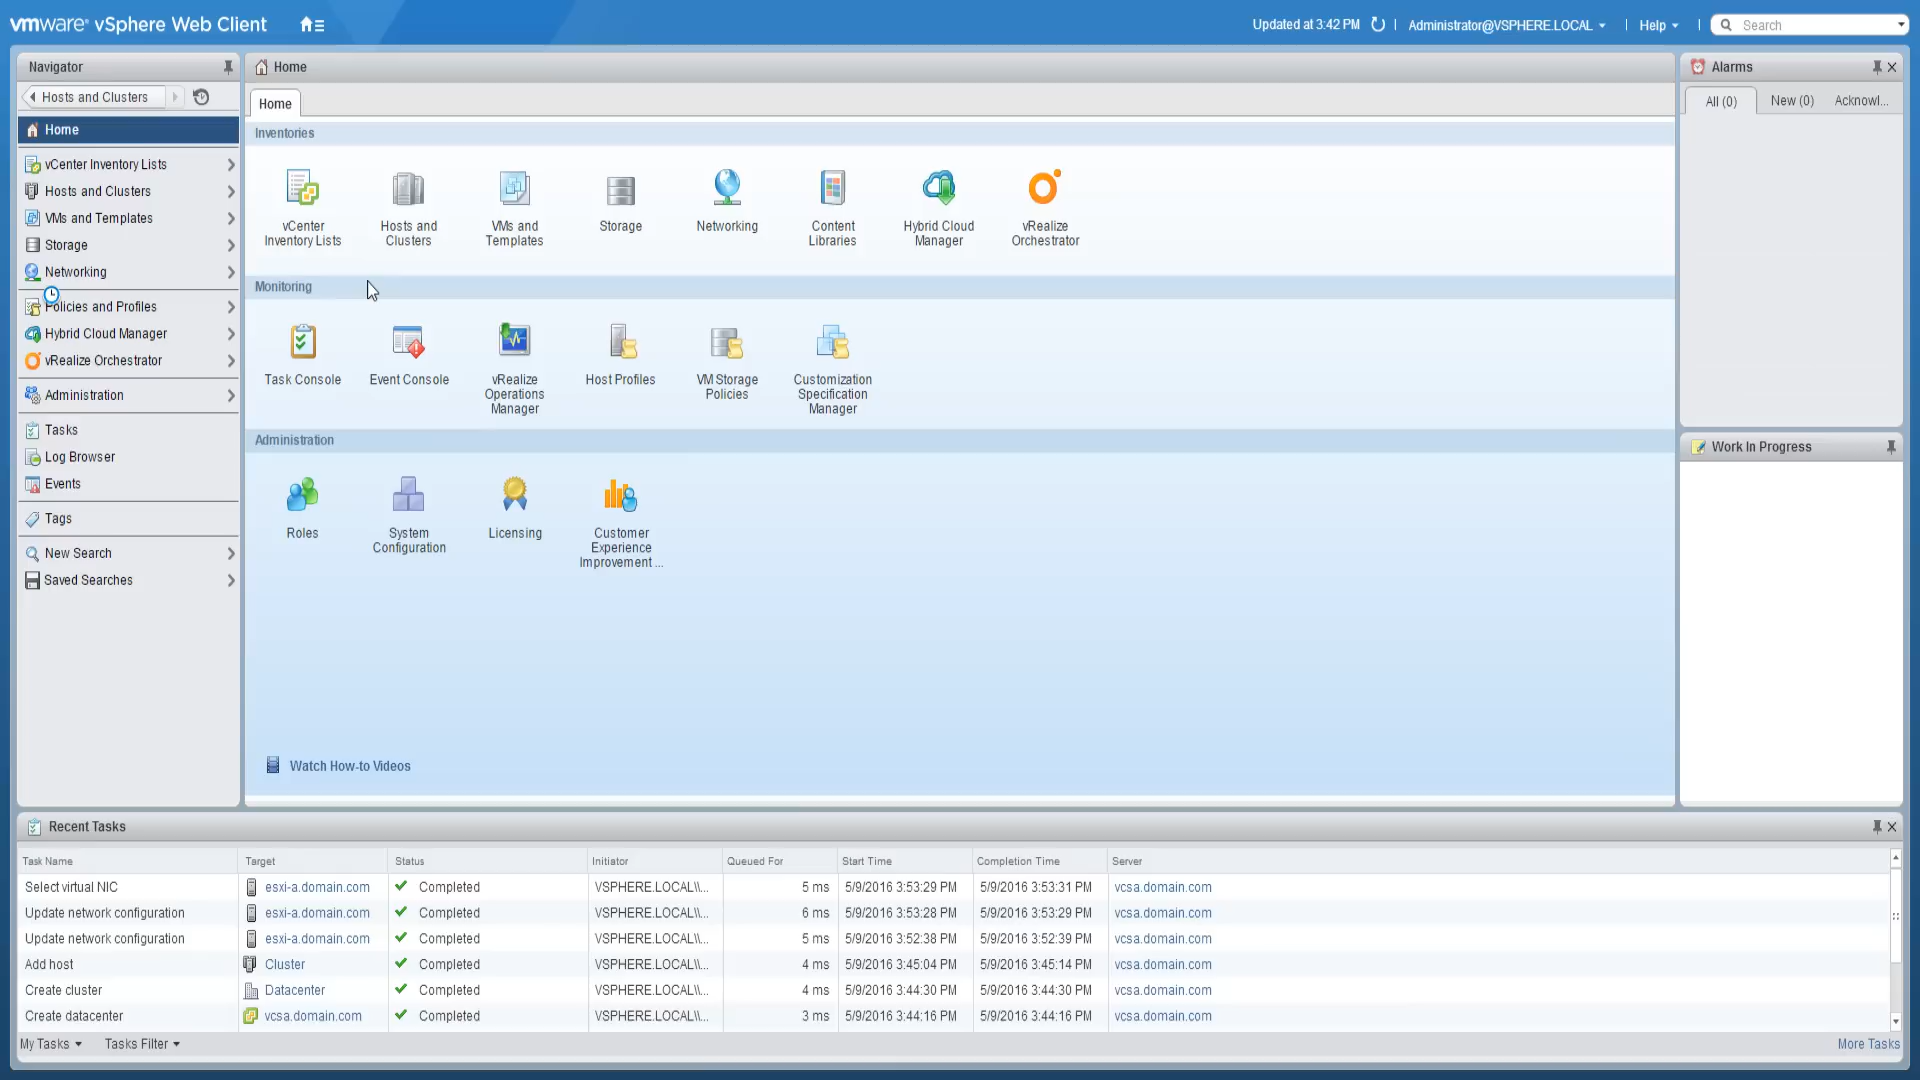 vmware® vSphere Web Client
Updated at 3:42 PM
Administrator@VSPHERE.LOCAL
Help
Search
Navigator
Hosts and Clusters
Home
vCenter Inventory Lists
Hosts and Clusters
VMs and Templates
Storage
Networking
Policies and Profiles
Hybrid Cloud Manager
vRealize Orchestrator
Administration
Tasks
Log Browser
Events
Tags
New Search
Saved Searches
Home
Home
Inventories
vCenter
Inventory Lists
Hosts and
Clusters
VMs and
Templates
Storage
Networking
Content
Libraries
Hybrid Cloud
Manager
vRealize
Orchestrator
Monitoring
Task Console
Event Console
vRealize
Operations
Manager
Host Profiles
VM Storage
Policies
Customization
Specification
Manager
Administration
Roles
System
Configuration
Licensing
Customer
Experience
Improvement ...
Watch How-to Videos
Alarms
All (0)
New (0)
Acknowl...
Work In Progress
Recent Tasks
Task Name Target Status Initiator Queued For Start Time Completion Time Server
Select virtual NIC esxi-a.domain.com Completed VSPHERE.LOCAL\\... 5 ms 5/9/2016 3:53:29 PM 5/9/2016 3:53:31 PM vcsa.domain.com
Update network configuration esxi-a.domain.com Completed VSPHERE.LOCAL\\... 6 ms 5/9/2016 3:53:28 PM 5/9/2016 3:53:29 PM vcsa.domain.com
Update network configuration esxi-a.domain.com Completed VSPHERE.LOCAL\\... 5 ms 5/9/2016 3:52:38 PM 5/9/2016 3:52:39 PM vcsa.domain.com
Add host Cluster Completed VSPHERE.LOCAL\\... 4 ms 5/9/2016 3:45:04 PM 5/9/2016 3:45:14 PM vcsa.domain.com
Create cluster Datacenter Completed VSPHERE.LOCAL\\... 4 ms 5/9/2016 3:44:30 PM 5/9/2016 3:44:30 PM vcsa.domain.com
Create datacenter vcsa.domain.com Completed VSPHERE.LOCAL\\... 3 ms 5/9/2016 3:44:16 PM 5/9/2016 3:44:16 PM vcsa.domain.com
My Tasks Tasks Filter More Tasks